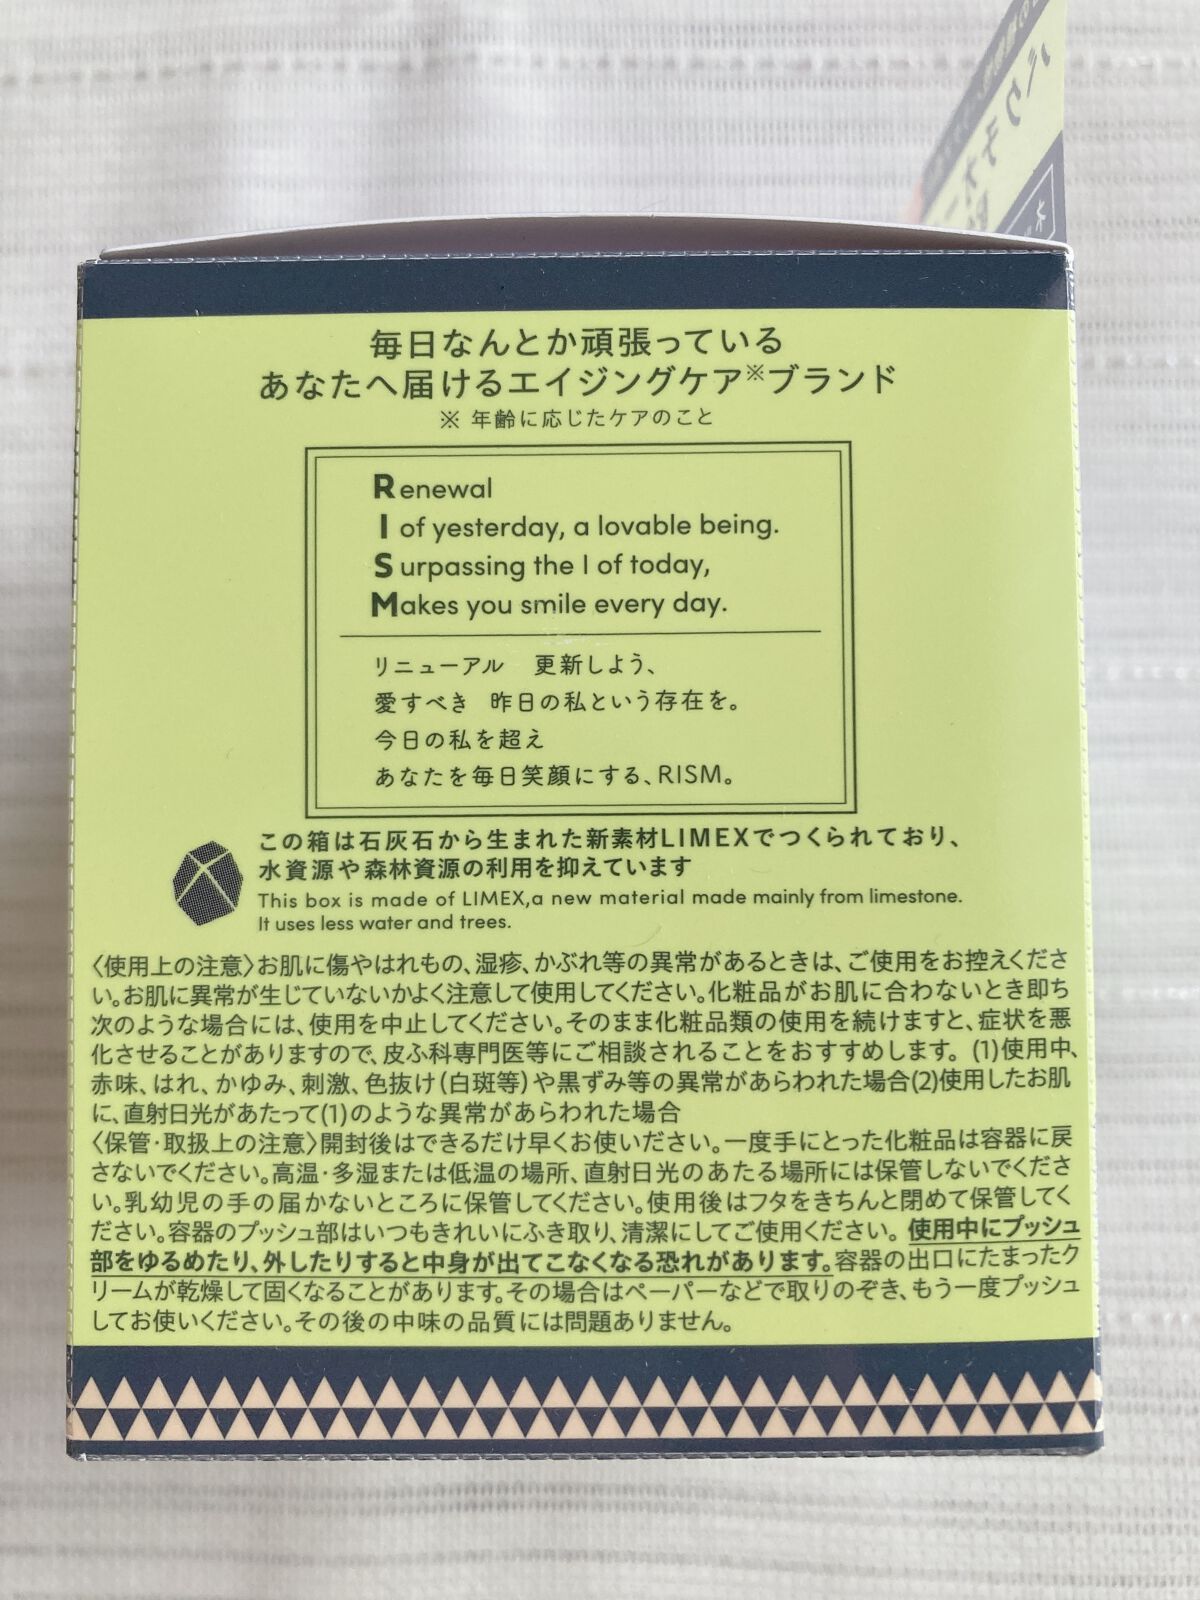 バクチオール
毎日なんとか頑張っている
あなたへ届けるエイジングケア※ブランド
※ 年齢に応じたケアのこと
Renewal
I of yesterday, a lovable being.
Surpassing the I of today,
Makes you smile every day.
リニューアル 更新しよう、
愛すべき 昨日の私という存在を。
今日の私を超え
あなたを毎日笑顔にする、RISM。
この箱は石灰石から生まれた新素材LIMEXでつくられており、
水資源や森林資源の利用を抑えています
This box is made of LIMEX,a new material made mainly from limestone.
It uses less water and trees.
〈使用上の注意〉お肌に傷やはれもの、湿疹、かぶれ等の異常があるときは、ご使用をお控えくださ
い。お肌に異常が生じていないかよく注意して使用してください。化粧品がお肌に合わないとき即ち
次のような場合には、使用を中止してください。そのまま化粧品類の使用を続けますと、症状を悪
化させることがありますので、皮ふ科専門医等にご相談されることをおすすめします。(1)使用中、
赤味、はれ、かゆみ、刺激、色抜け(白斑等)や黒ずみ等の異常があらわれた場合(2)使用したお肌
に、直射日光があたって(1)のような異常があらわれた場合
〈保管・取扱上の注意〉開封後はできるだけ早くお使いださい。一度手にとった化粧品は容器に戻
さないでください。高温・多湿または低温の場所、直射日光のあたる場所には保管しないでくださ
い。乳幼児の手の届かないところに保管してください。使用後はフタをきちんと閉めて保管してく
ださい。容器のプッシュ部はいつもきれいにふき取り、清潔にしてご使用ください。使用中にプッシュ
部をゆるめたり、外したりすると中身が出てこなくなる恐れがあります。容器の出口にたまったク
リームが乾燥して固くなることがあります。その場合はペーパーなどで取りのぞき、もう一度プッシュ
してお使いください。その後の中味の品質には問題ありません。